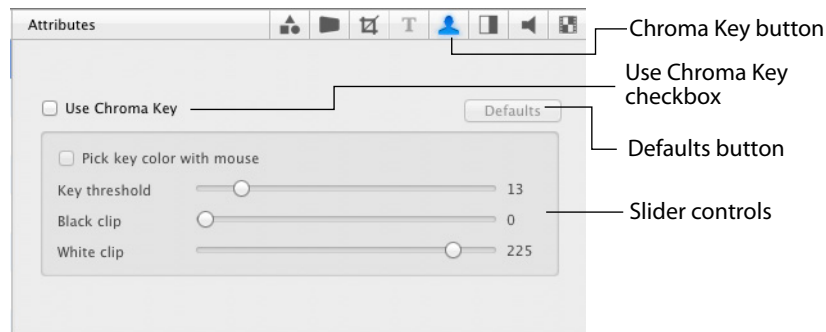 Attributes
T
Chroma Key button
Use Chroma Key
checkbox
Use Chroma Key
Defaults
Defaults button
Pick key color with mouse
Key threshold 13
Black clip 0
Slider controls
White clip 225